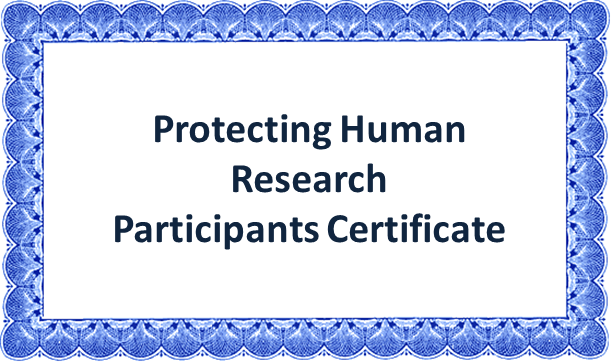 Protecting Human
Research
Participants Certificate